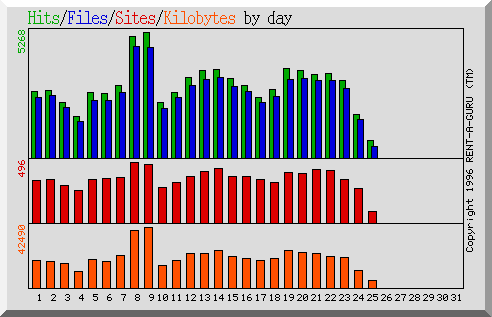 Hits/Files/Sites/Kilobytes by day
5268
496
42490
Copyright 1996 RENT-A-GURU (TM)
1 2 3 4 5 6 7 8 9 10 11 12 13 14 15 16 17 18 19 20 21 22 23 24 25 26 27 28 29 30 31